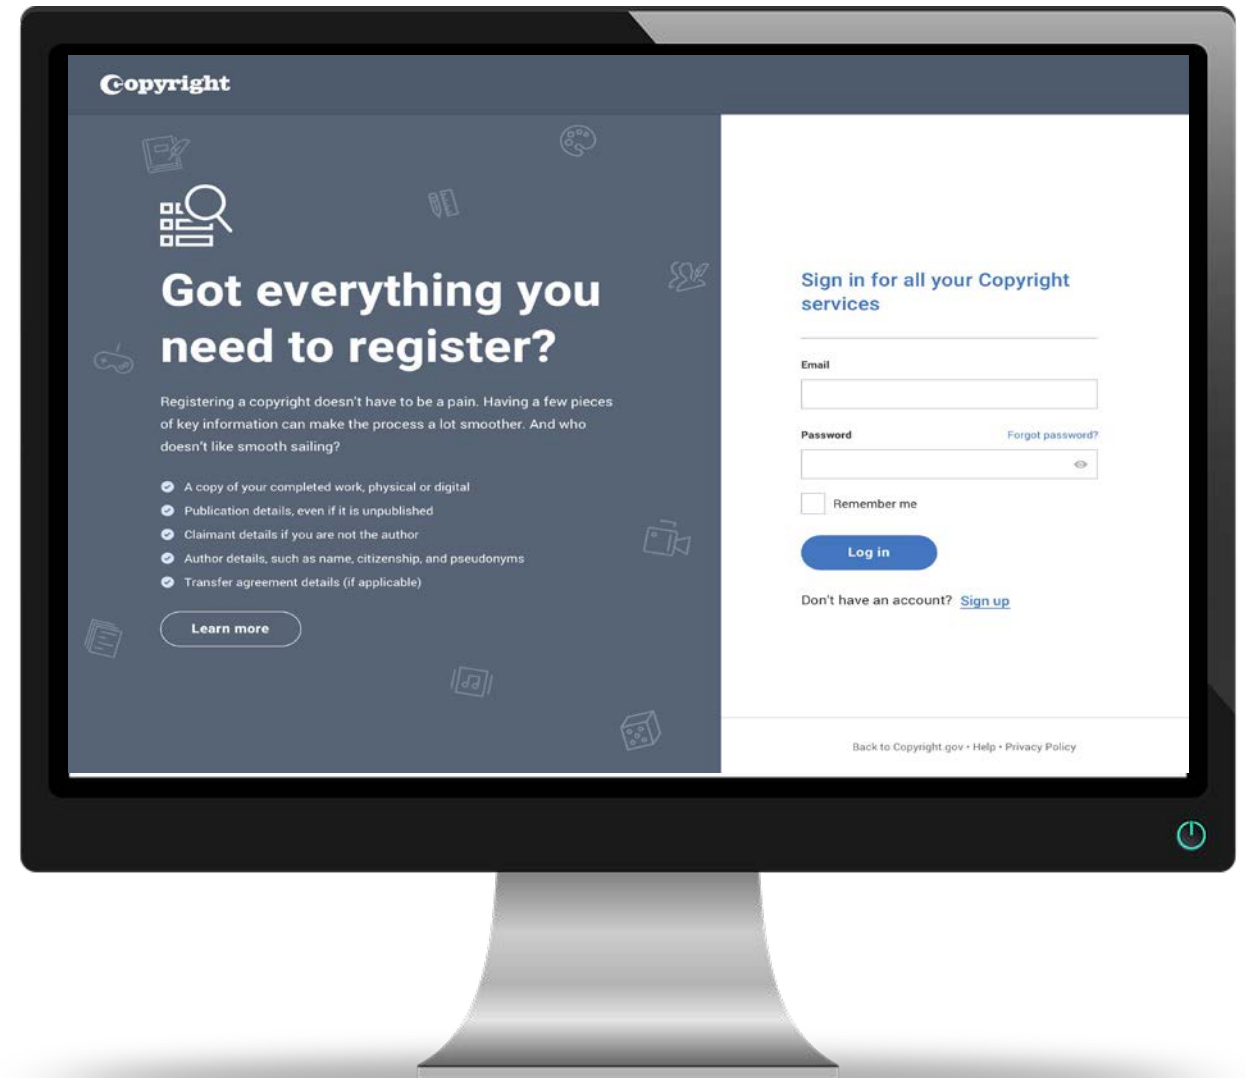 Copyright
Got everything you
need to register?
Registering a copyright doesn't have to be a pain. Having a few pieces
of key information can make the process a lot smoother. And who
doesn't like smooth sailing?
A copy of your completed work, physical or digital
Publication details, even if it is unpublished
Claimant details if you are not the author
Author details, such as name, citizenship, and pseudonyms
Transfer agreement details (if applicable)
Learn more
Sign in for all your Copyright
services
Email
Password Forgot password?
Remember me
Log in
Don't have an account? Sign up
Back to Copyright.gov • Help • Privacy Policy